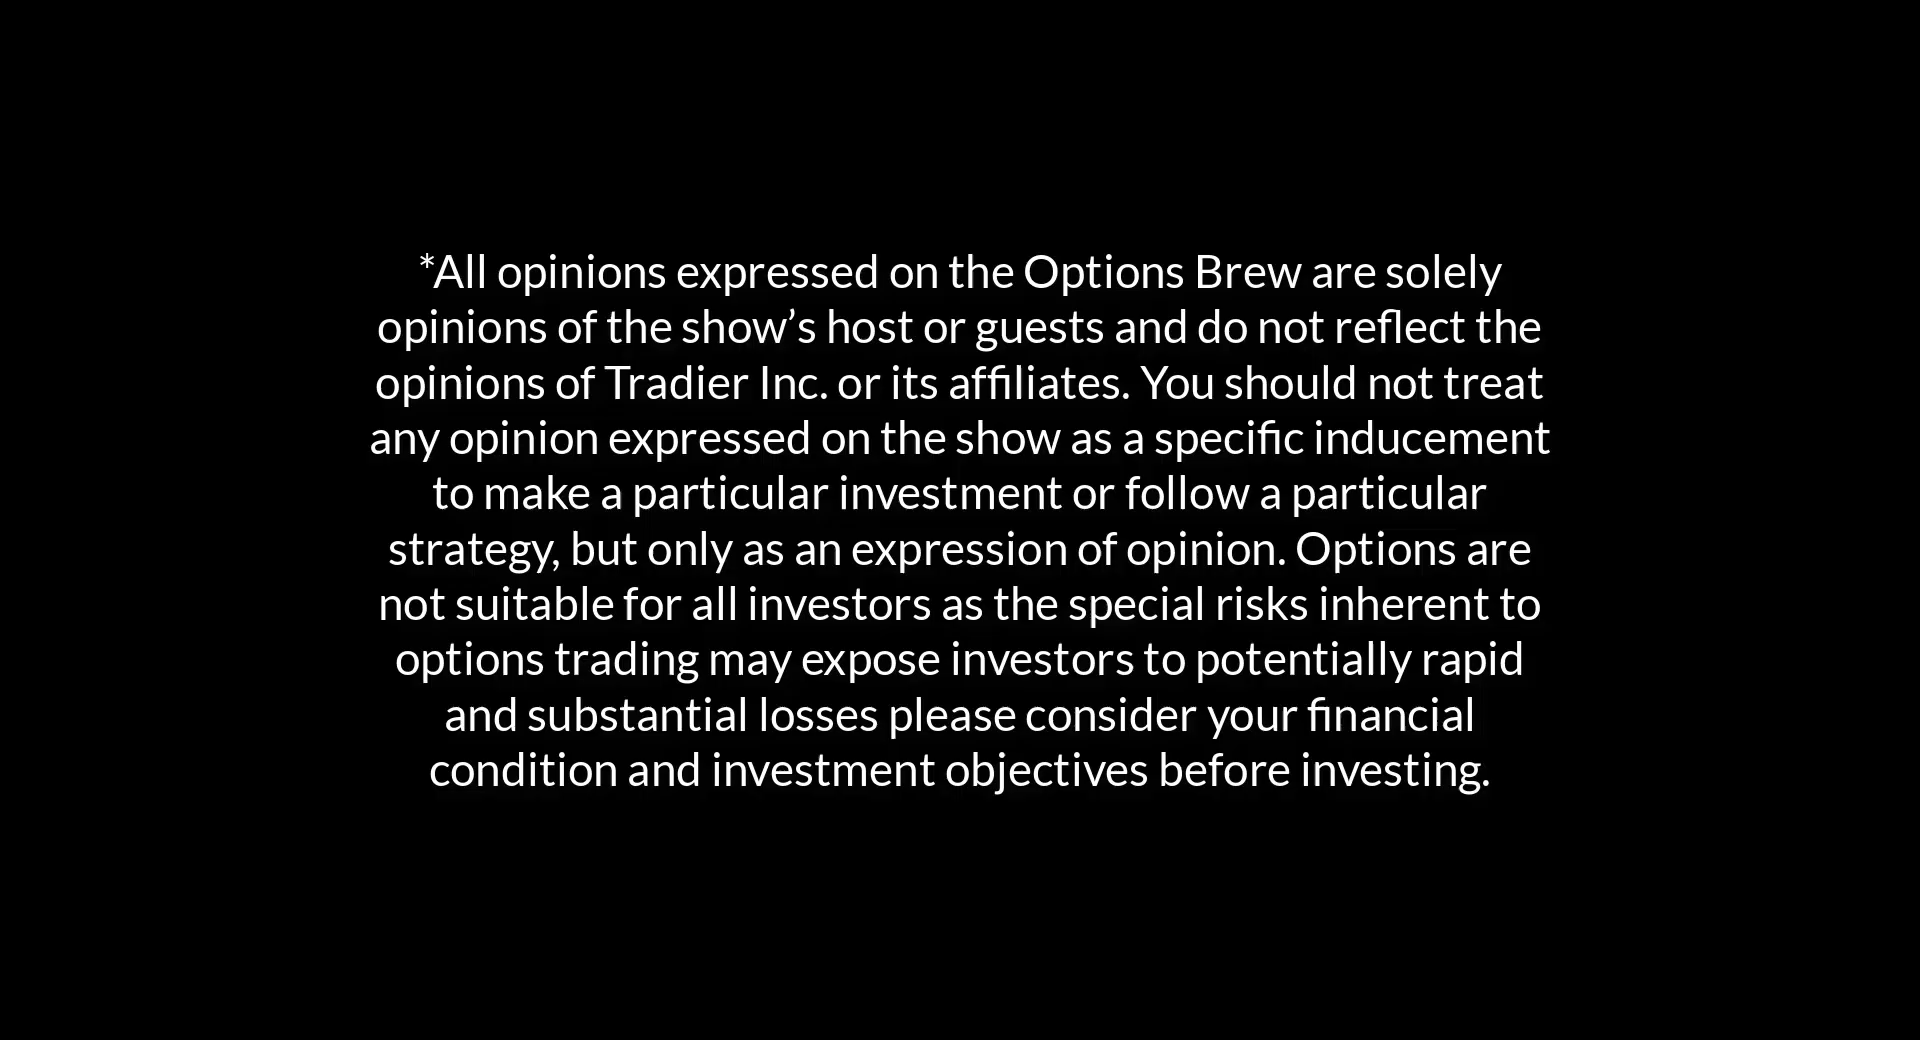 *All opinions expressed on the Options Brew are solely
opinions of the show’s host or guests and do not reflect the
opinions of Tradier Inc. or its affiliates. You should not treat
any opinion expressed on the show as a specific inducement
to make a particular investment or follow a particular
strategy, but only as an expression of opinion. Options are
not suitable for all investors as the special risks inherent to
options trading may expose investors to potentially rapid
and substantial losses please consider your financial
condition and investment objectives before investing.